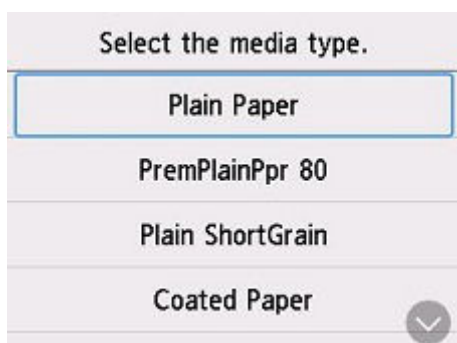 Select the media type.
Plain Paper
PremPlainPpr 80
Plain ShortGrain
Coated Paper